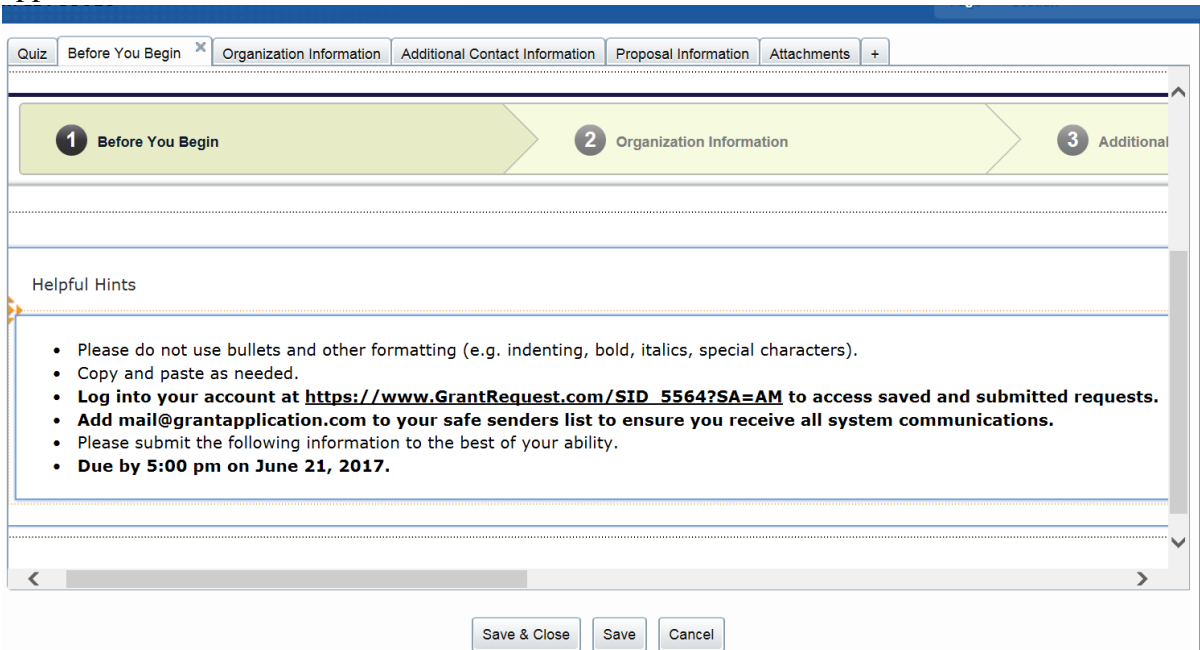 Quiz Before You Begin Organization Information Additional Contact Information Proposal Information Attachments +
1 Before You Begin 2 Organization Information 3 Additional
Helpful Hints
• Please do not use bullets and other formatting (e.g. indenting, bold, italics, special characters).
• Copy and paste as needed.
• Log into your account at https://www.GrantRequest.com/SID_5564?SA=AM to access saved and submitted requests.
• Add mail@grantapplication.com to your safe senders list to ensure you receive all system communications.
• Please submit the following information to the best of your ability.
• Due by 5:00 pm on June 21, 2017.
Save & Close Save Cancel